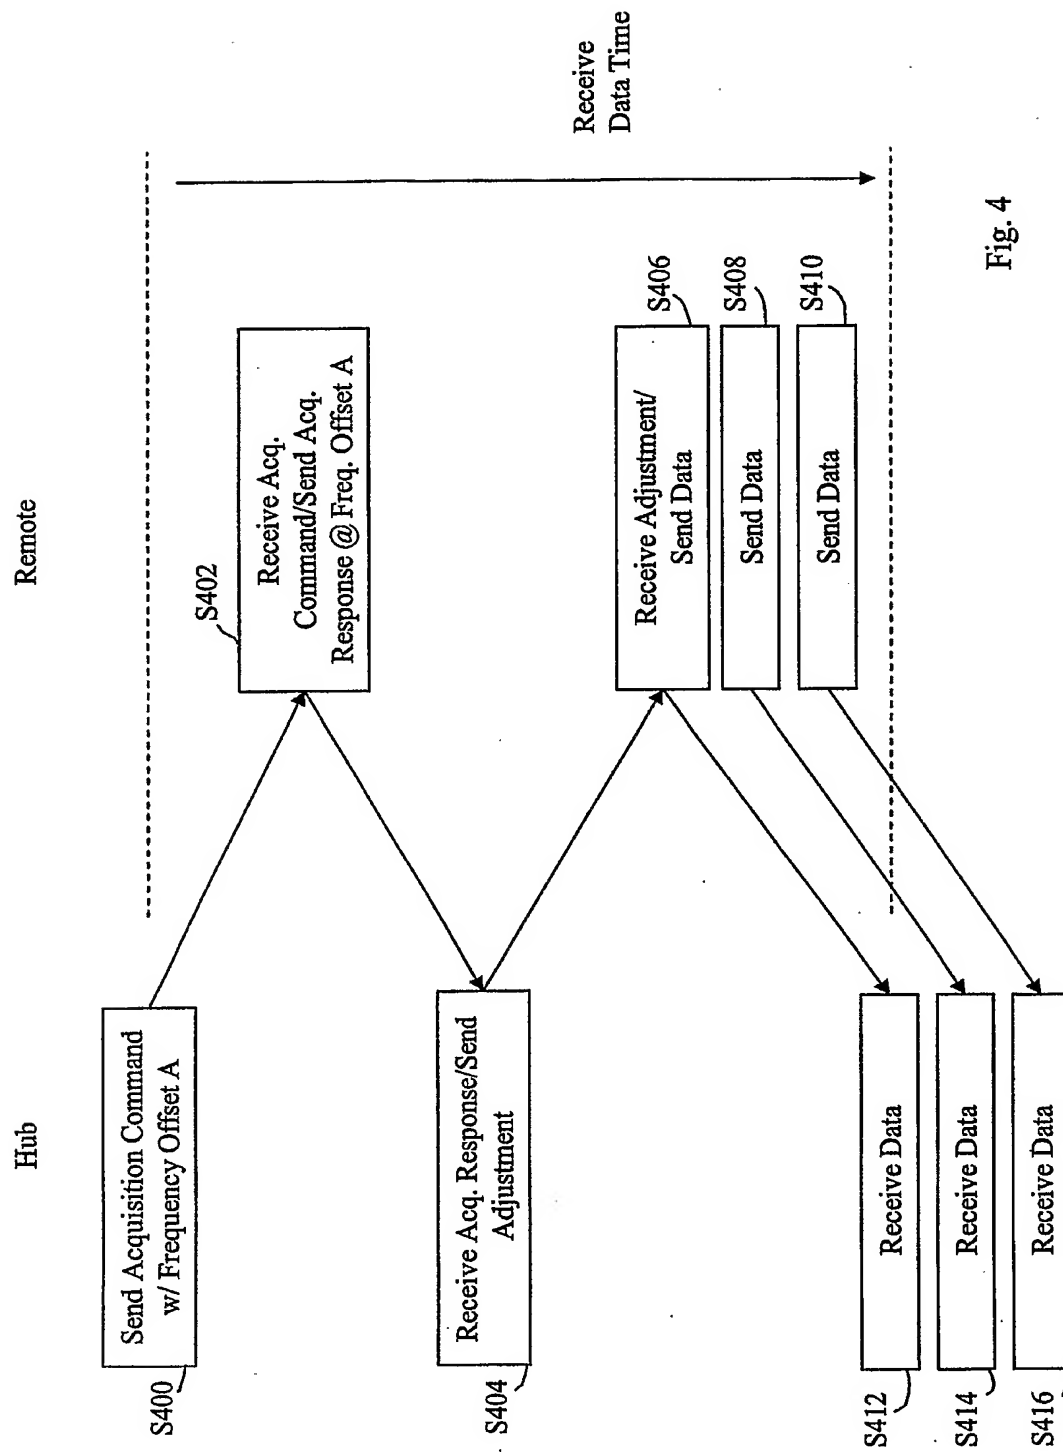 Hub
Remote
Send Acquisition Command
w/ Frequency Offset A
S400
Receive Acq.
Command/Send Acq.
Response @ Freq. Offset A
S402
Receive Acq. Response/Send
Adjustment
S404
Receive Adjustment/
Send Data
S406
Send Data
S408
Send Data
S410
Receive Data
S412
Receive Data
S414
Receive Data
S416
Receive
Data Time
Fig. 4